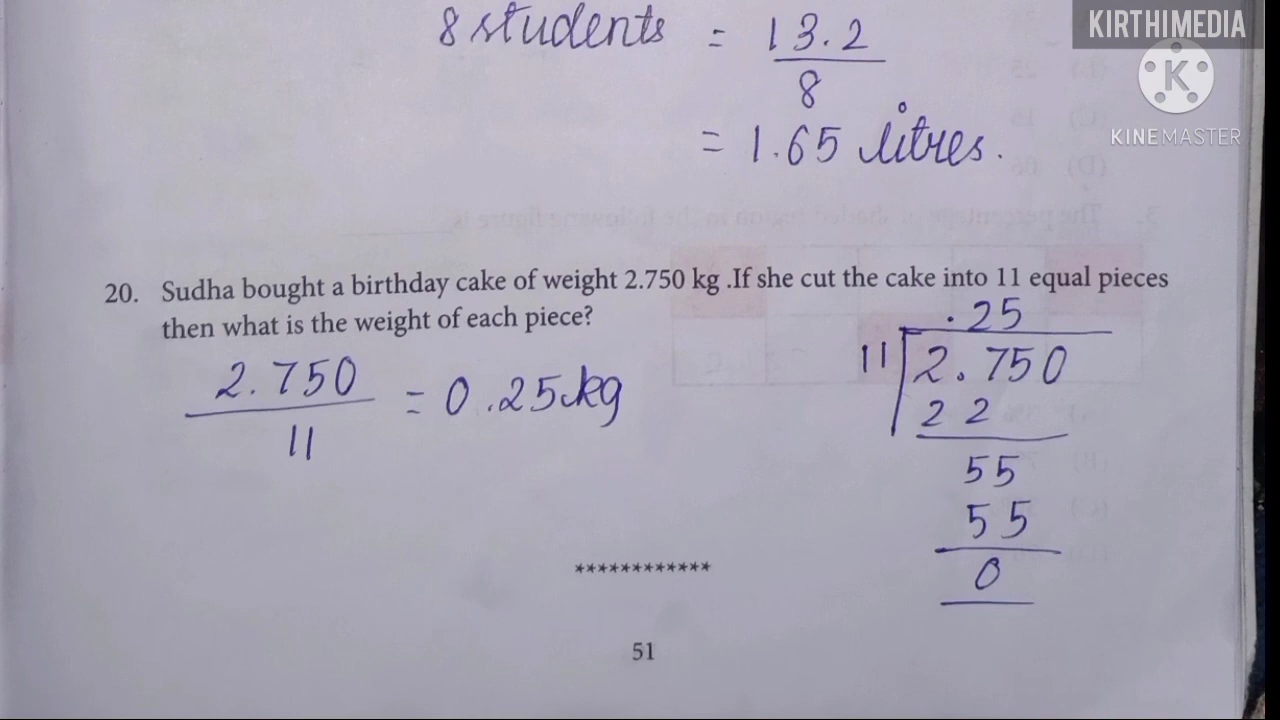 KIRTHIMEDIA
K
KINEMASTER
8 students = 13.2
8
= 1.65 litres.
20. Sudha bought a birthday cake of weight 2.750 kg .If she cut the cake into 11 equal pieces
then what is the weight of each piece?
2.750
11
= 0.25kg
.25
11 2.750
22
55
55
0
************
51